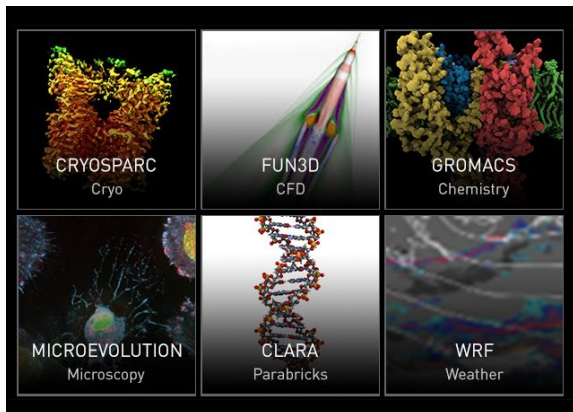 CRYOSPARC
Cryo
FUN3D
CFD
GROMACS
Chemistry
MICROEVOLUTION
Microscopy
CLARA
Parabricks
WRF
Weather